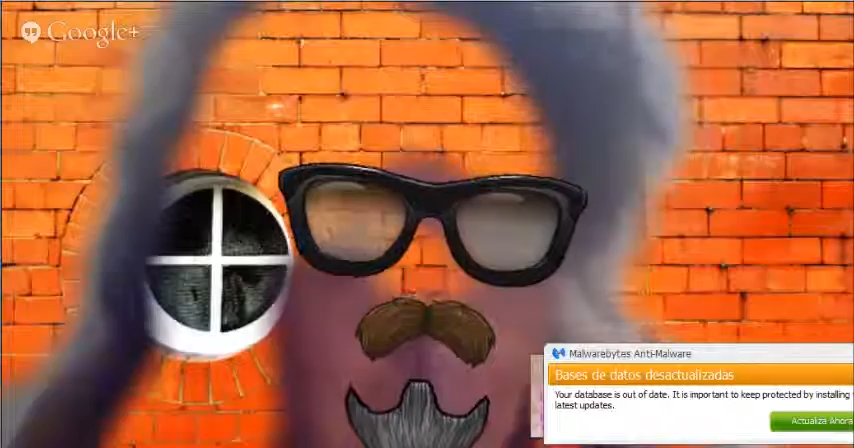 Google+
Malwarebytes Anti-Malware
Bases de datos desactualizadas
Your database is out of date. It is important to keep protected by installing
latest updates.
Actualiza Ahora